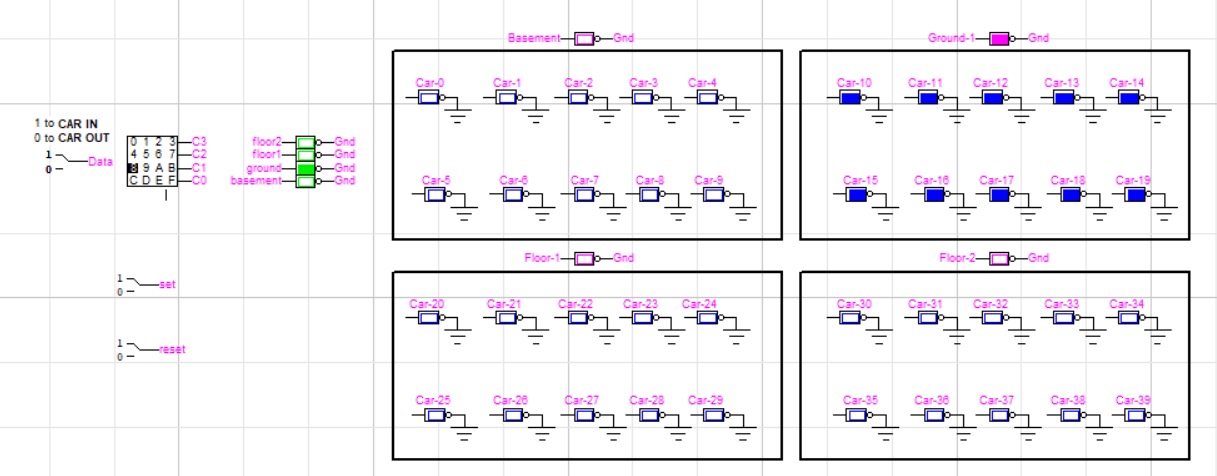 Basement Gnd
Ground-1 Gnd
Car-0 Car-1 Car-2 Car-3 Car-4
Car-10 Car-11 Car-12 Car-13 Car-14
1 to CAR IN
0 to CAR OUT
1
0
Data
0 1 2 3 C3
4 5 6 7 C2
8 9 A B C1
C D E F C0
floor2 Gnd
floor1 Gnd
ground Gnd
basement Gnd
Car-5 Car-6 Car-7 Car-8 Car-9
Car-15 Car-16 Car-17 Car-18 Car-19
Floor-1 Gnd
Floor-2 Gnd
1
0
set
Car-20 Car-21 Car-22 Car-23 Car-24
Car-30 Car-31 Car-32 Car-33 Car-34
1
0
reset
Car-25 Car-26 Car-27 Car-28 Car-29
Car-35 Car-36 Car-37 Car-38 Car-39